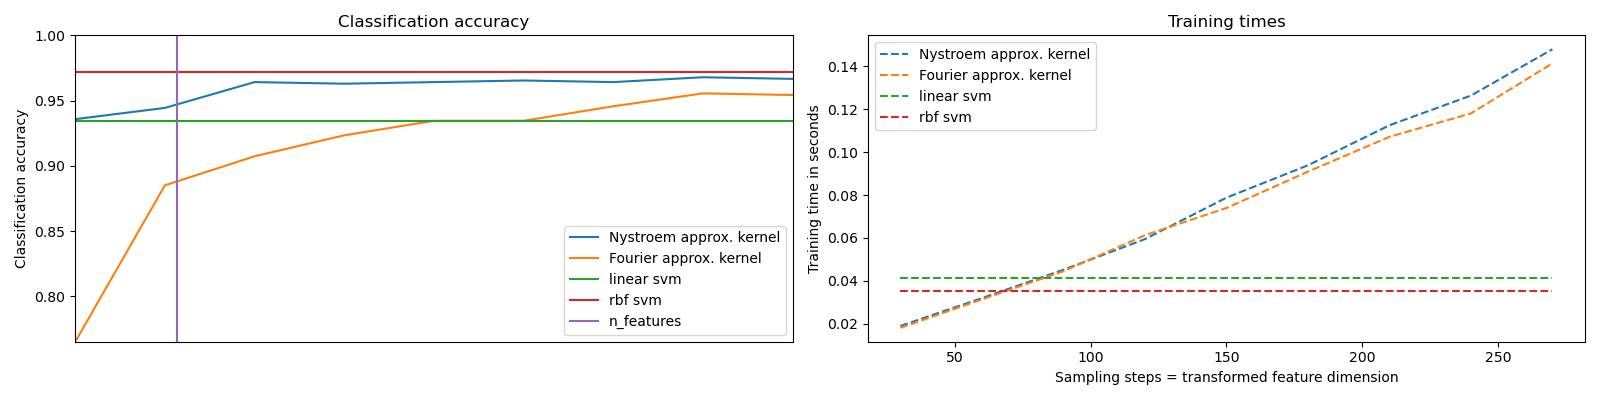 Classification accuracy
Classification accuracy
1.00
0.95
0.90
0.85
0.80
Nystroem approx. kernel
Fourier approx. kernel
linear svm
rbf svm
n_features
Training times
Training time in seconds
0.14
0.12
0.10
0.08
0.06
0.04
0.02
Nystroem approx. kernel
Fourier approx. kernel
linear svm
rbf svm
50
100
150
200
250
Sampling steps = transformed feature dimension